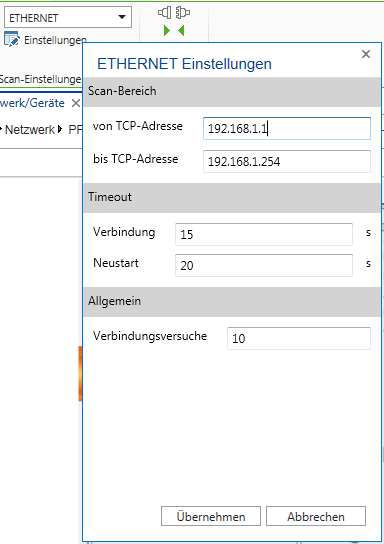 ETHERNET
Einstellungen
Scan-Einstellunge
werk/Geräte
Netzwerk
ETHERNET Einstellungen
Scan-Bereich
von TCP-Adresse 192.168.1.1
bis TCP-Adresse 192.168.1.254
Timeout
Verbindung 15 s
Neustart 20 s
Allgemein
Verbindungsversuche 10
Übernehmen Abbrechen